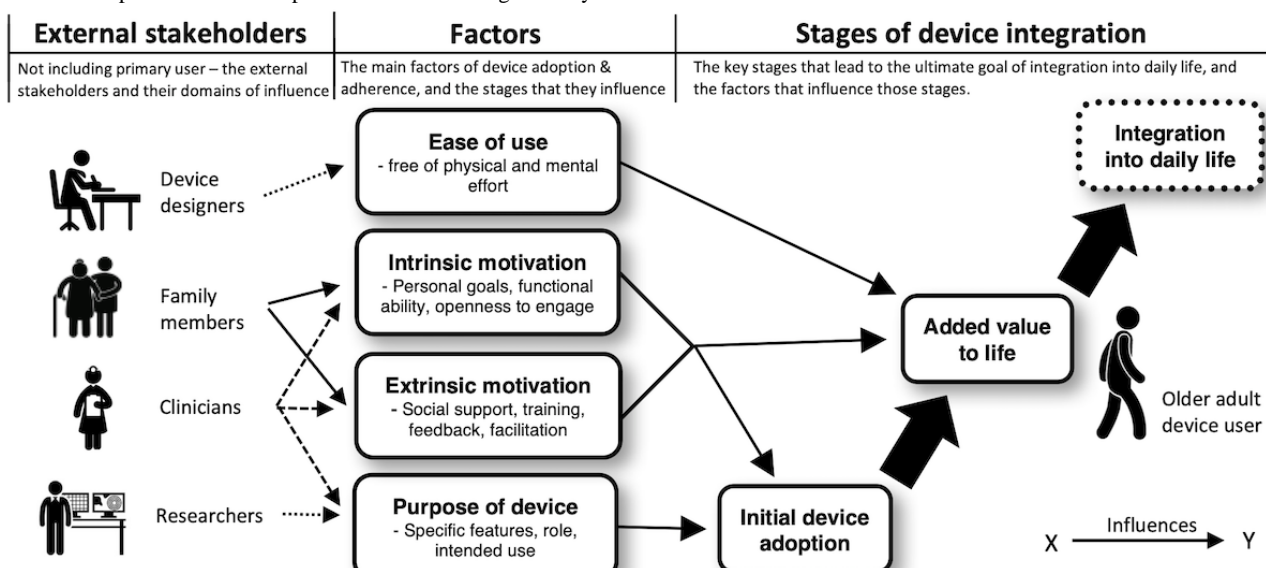 External stakeholders
Not including primary user – the external
stakeholders and their domains of influence
Factors
The main factors of device adoption &
adherence, and the stages that they influence
Stages of device integration
The key stages that lead to the ultimate goal of integration into daily life, and
the factors that influence those stages.
Device
designers
Family
members
Clinicians
Researchers
Ease of use
- free of physical and mental
effort
Intrinsic motivation
- Personal goals, functional
ability, openness to engage
Extrinsic motivation
- Social support, training,
feedback, facilitation
Purpose of device
- Specific features, role,
intended use
Integration
into daily life
Added value
to life
Older adult
device user
Initial device
adoption
X Influences Y